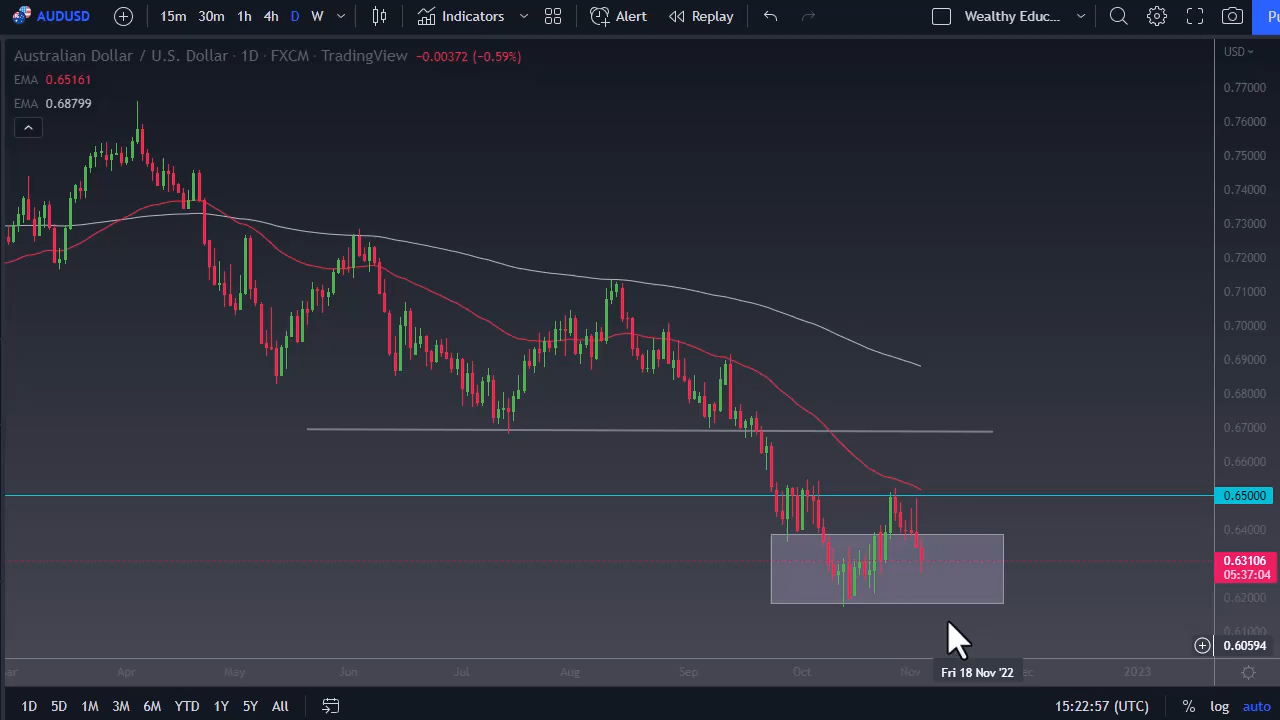 AUDUSD 15m 30m 1h 4h D W Indicators Alert Replay Wealthy Educ... Pu
Australian Dollar / U.S. Dollar · 1D · FXCM · TradingView −0.00372 (−0.59%)
USD
EMA 0.65161
EMA 0.68799
0.77000
0.76000
0.75000
0.74000
0.73000
0.72000
0.71000
0.70000
0.69000
0.68000
0.67000
0.66000
0.65000
0.64000
0.63106
05:37:04
0.62000
0.61000
0.60594
ar Apr May Jun Jul Aug Sep Oct Nov ec 2023
Fri 18 Nov '22
1D 5D 1M 3M 6M YTD 1Y 5Y All 15:22:57 (UTC) % log auto